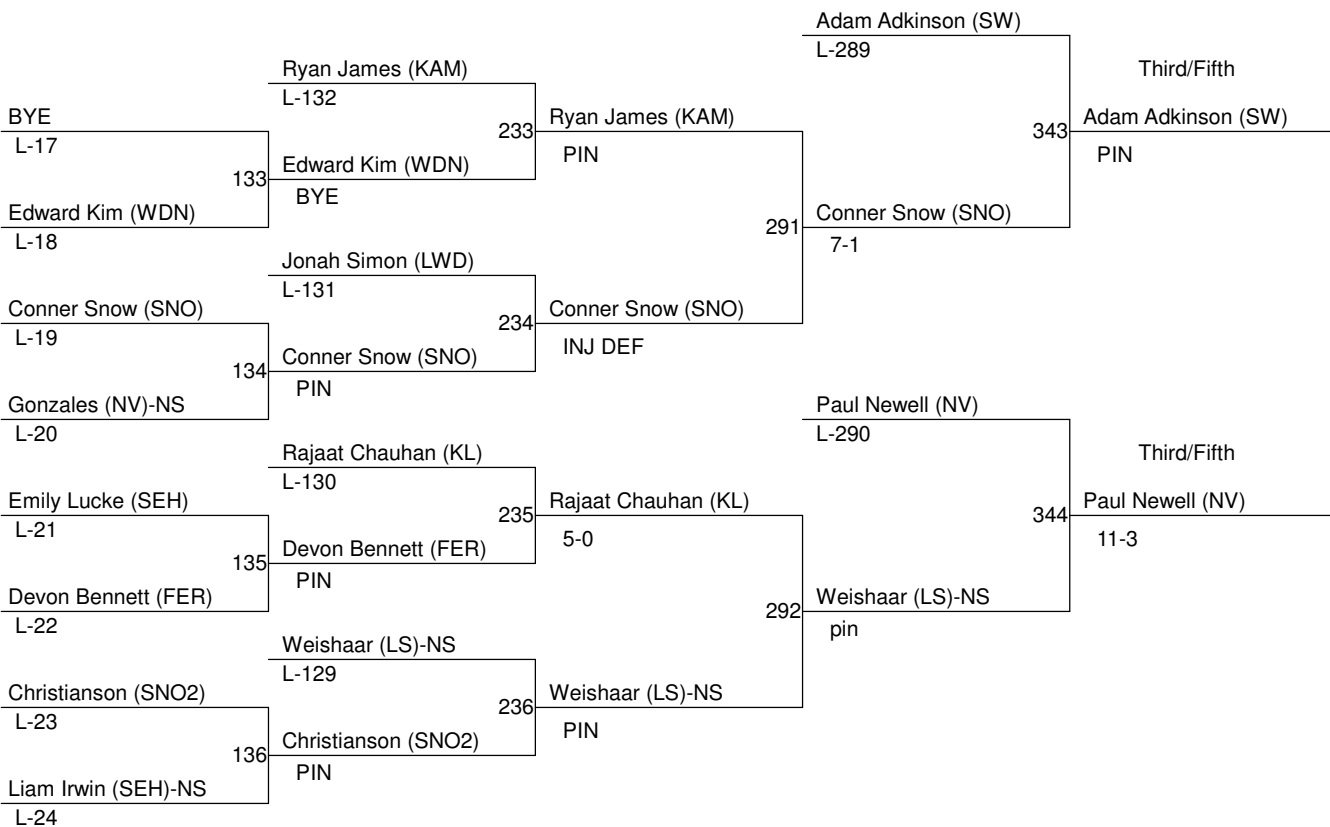 Adam Adkinson (SW)
L-289
Third/Fifth
Ryan James (KAM)
L-132
BYE
L-17
233
Ryan James (KAM)
PIN
343
Adam Adkinson (SW)
PIN
133
Edward Kim (WDN)
BYE
Edward Kim (WDN)
L-18
291
Conner Snow (SNO)
7-1
Jonah Simon (LWD)
L-131
Conner Snow (SNO)
L-19
234
Conner Snow (SNO)
INJ DEF
134
Conner Snow (SNO)
PIN
Gonzales (NV)-NS
L-20
Paul Newell (NV)
L-290
Third/Fifth
Rajaat Chauhan (KL)
L-130
Emily Lucke (SEH)
L-21
235
Rajaat Chauhan (KL)
5-0
344
Paul Newell (NV)
11-3
135
Devon Bennett (FER)
PIN
Devon Bennett (FER)
L-22
292
Weishaar (LS)-NS
pin
Weishaar (LS)-NS
L-129
Christianson (SNO2)
L-23
236
Weishaar (LS)-NS
PIN
136
Christianson (SNO2)
PIN
Liam Irwin (SEH)-NS
L-24